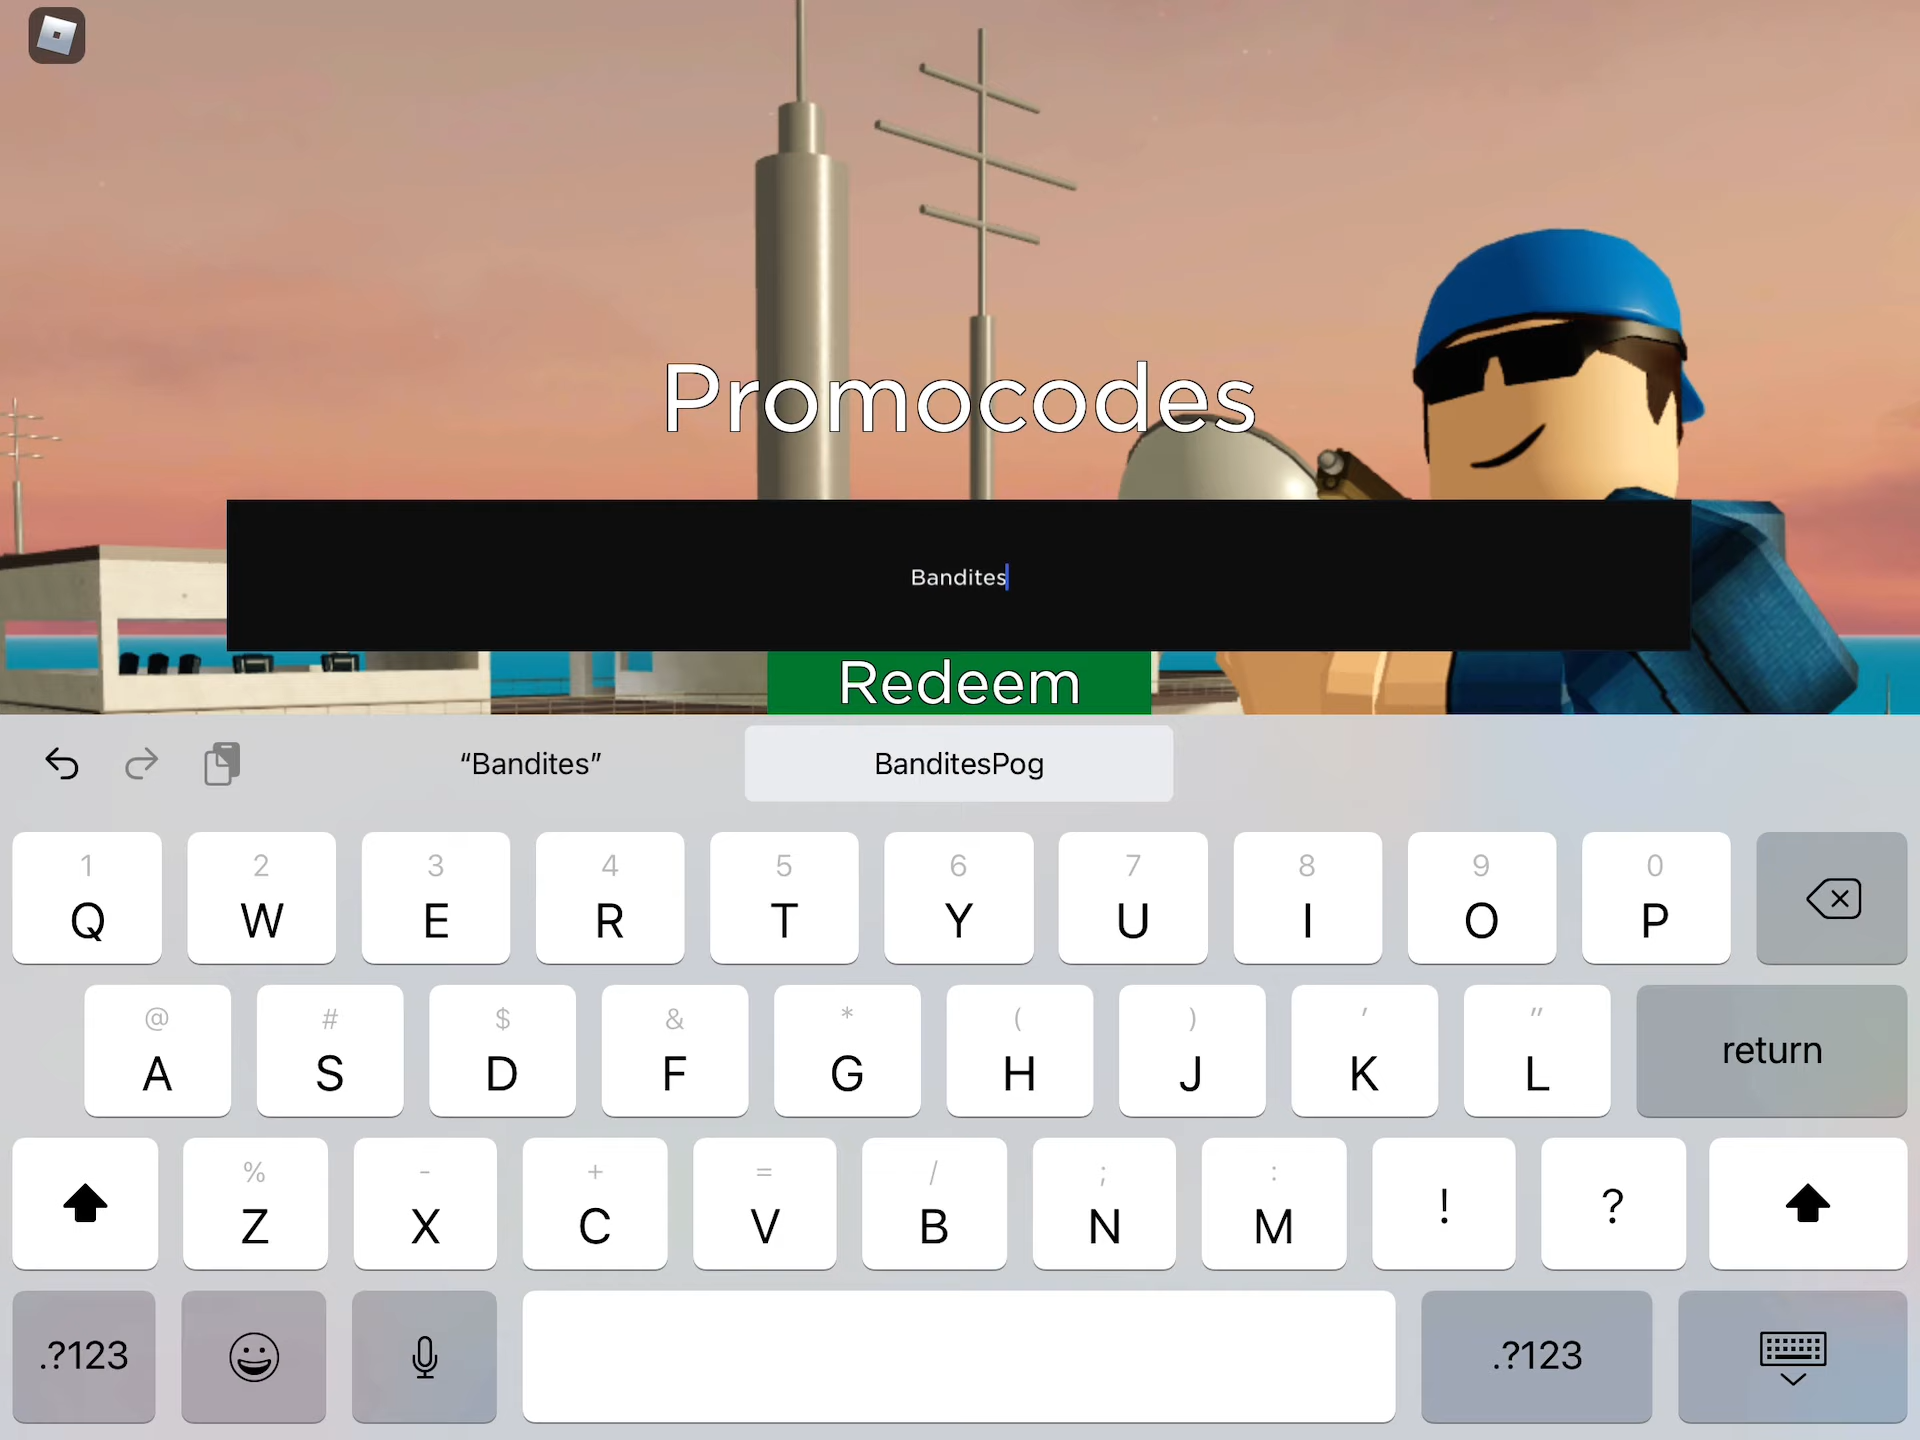 Promocodes
Bandites
Redeem
“Bandites” BanditesPog
1 2 3 4 5 6 7 8 9 0
Q W E R T Y U I O P
@ # $ & * ( ) ' "
A S D F G H J K L return
% - + = / ; :
Z X C V B N M ! ?
.?123 .?123